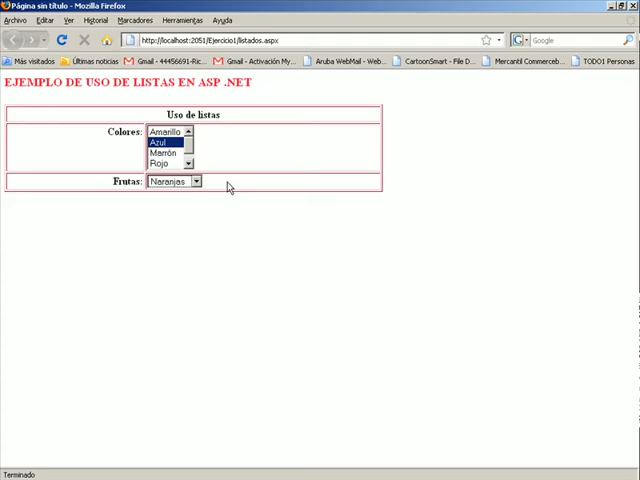 Página sin título - Mozilla Firefox
Archivo Editar Ver Historial Marcadores Herramientas Ayuda
http://localhost:2051/Ejercicio1/listados.aspx
Google
Más visitados Últimas noticias Gmail - 44456691-Ric... Gmail - Activación My... Aruba WebMail - Web... CartoonSmart - File D... Mercantil Commerceb... TODO1 Personas
EJEMPLO DE USO DE LISTAS EN ASP .NET
Uso de listas
Colores: Amarillo
Azul
Marrón
Rojo
Frutas: Naranjas
Terminado